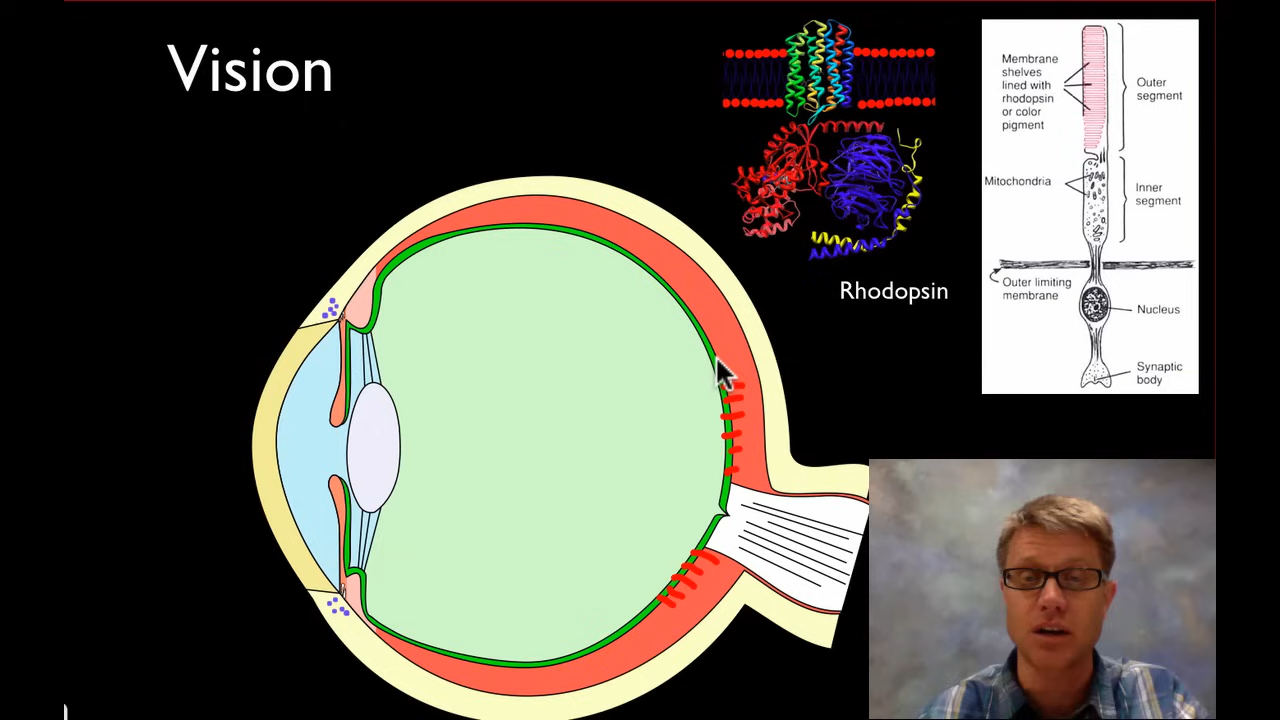 Vision
Rhodopsin
Membrane
shelves
lined with
rhodopsin
or color
pigment
Outer
segment
Mitochondria
Inner
segment
Outer limiting
membrane
Nucleus
Synaptic
body